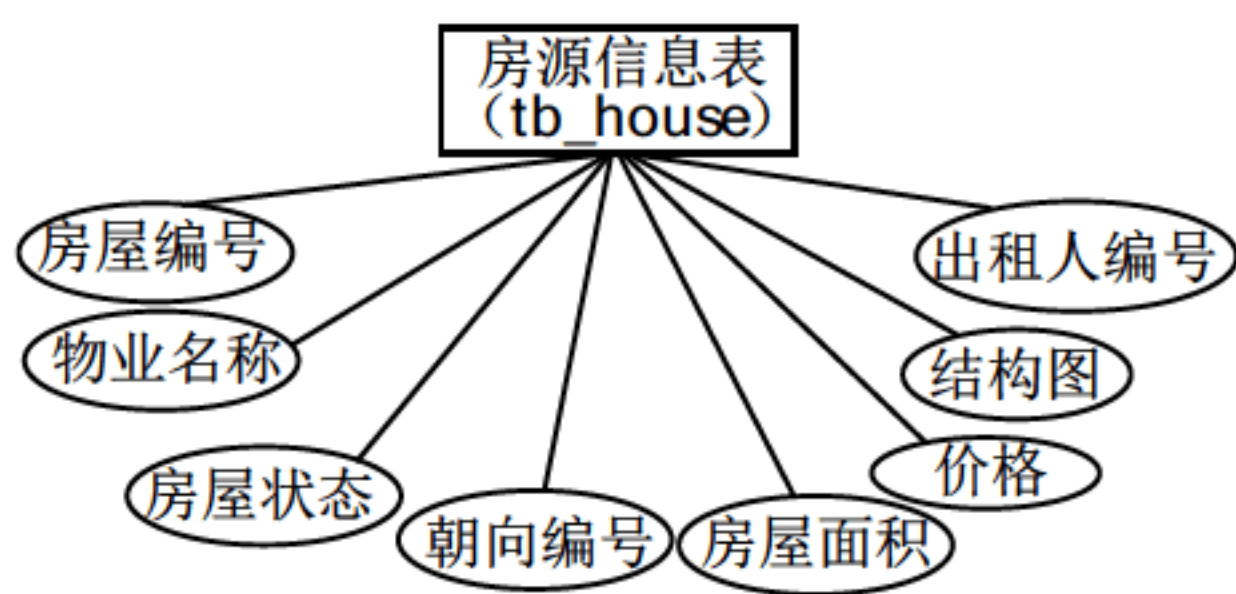 房源信息表
（tb_house）
房屋编号
出租人编号
物业名称
结构图
价格
房屋状态
朝向编号
房屋面积